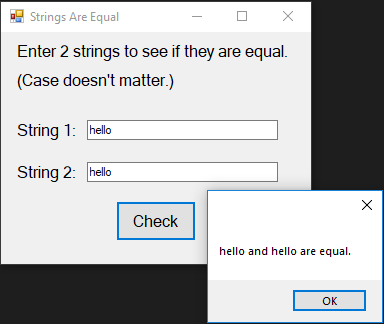 Strings Are Equal
Enter 2 strings to see if they are equal.
(Case doesn't matter.)
String 1: hello
String 2: hello
Check
hello and hello are equal.
OK